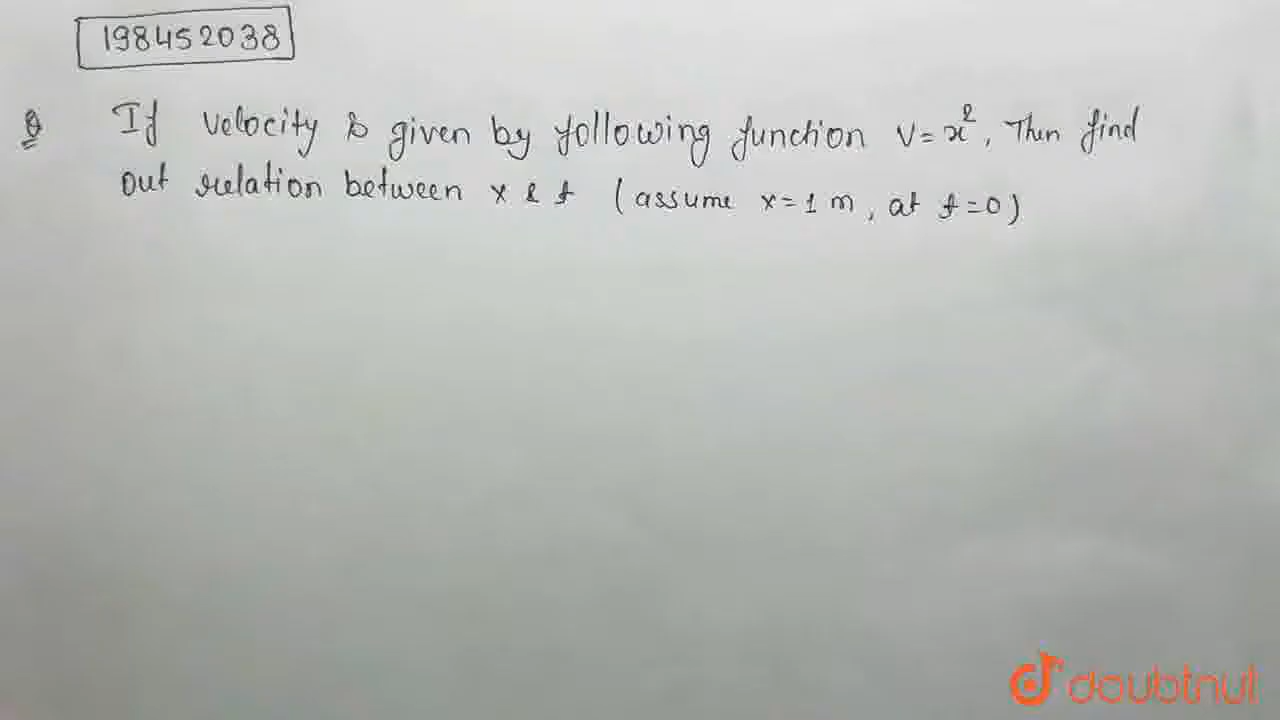 198452038
Q If velocity is given by following function v = x², Then find
out relation between x & t (assume x = 1 m, at t = 0)
doubtnut